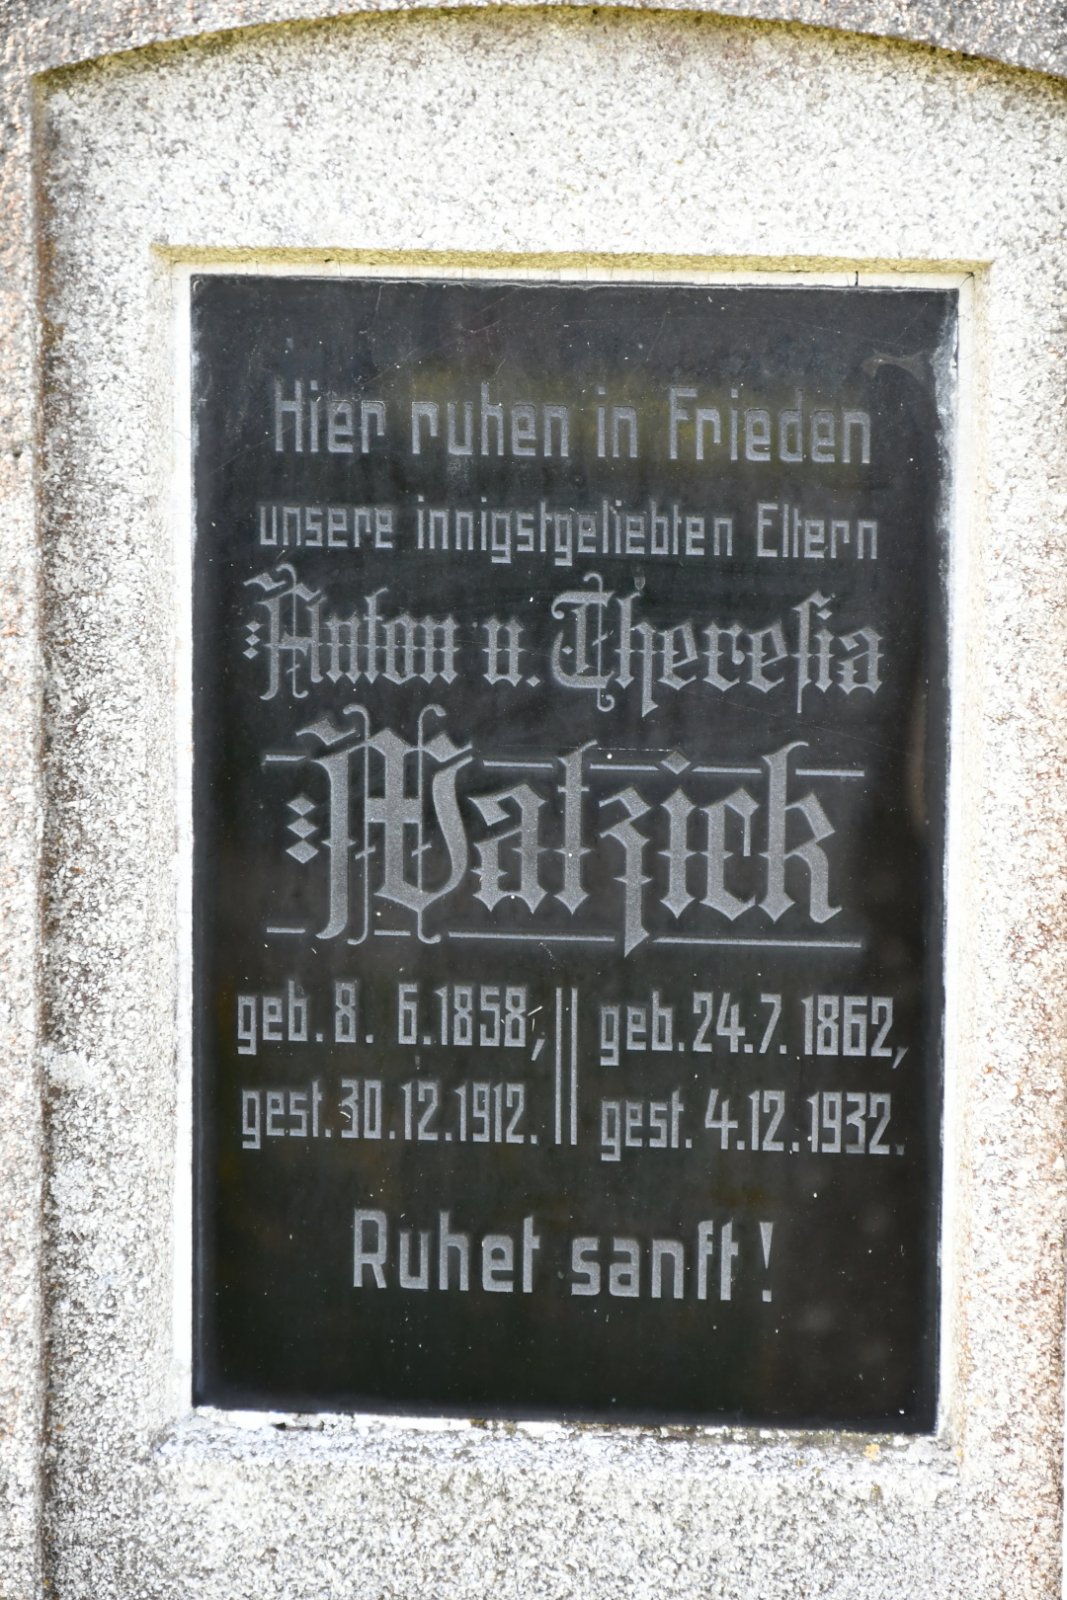 Hier ruhen in Frieden
unsere innigstgeliebten Eltern
Anton u. Theresia
Watzick
geb. 8. 6. 1858, || geb. 24. 7. 1862,
gest. 30. 12. 1912. || gest. 4. 12. 1932.
Ruhet sanft!